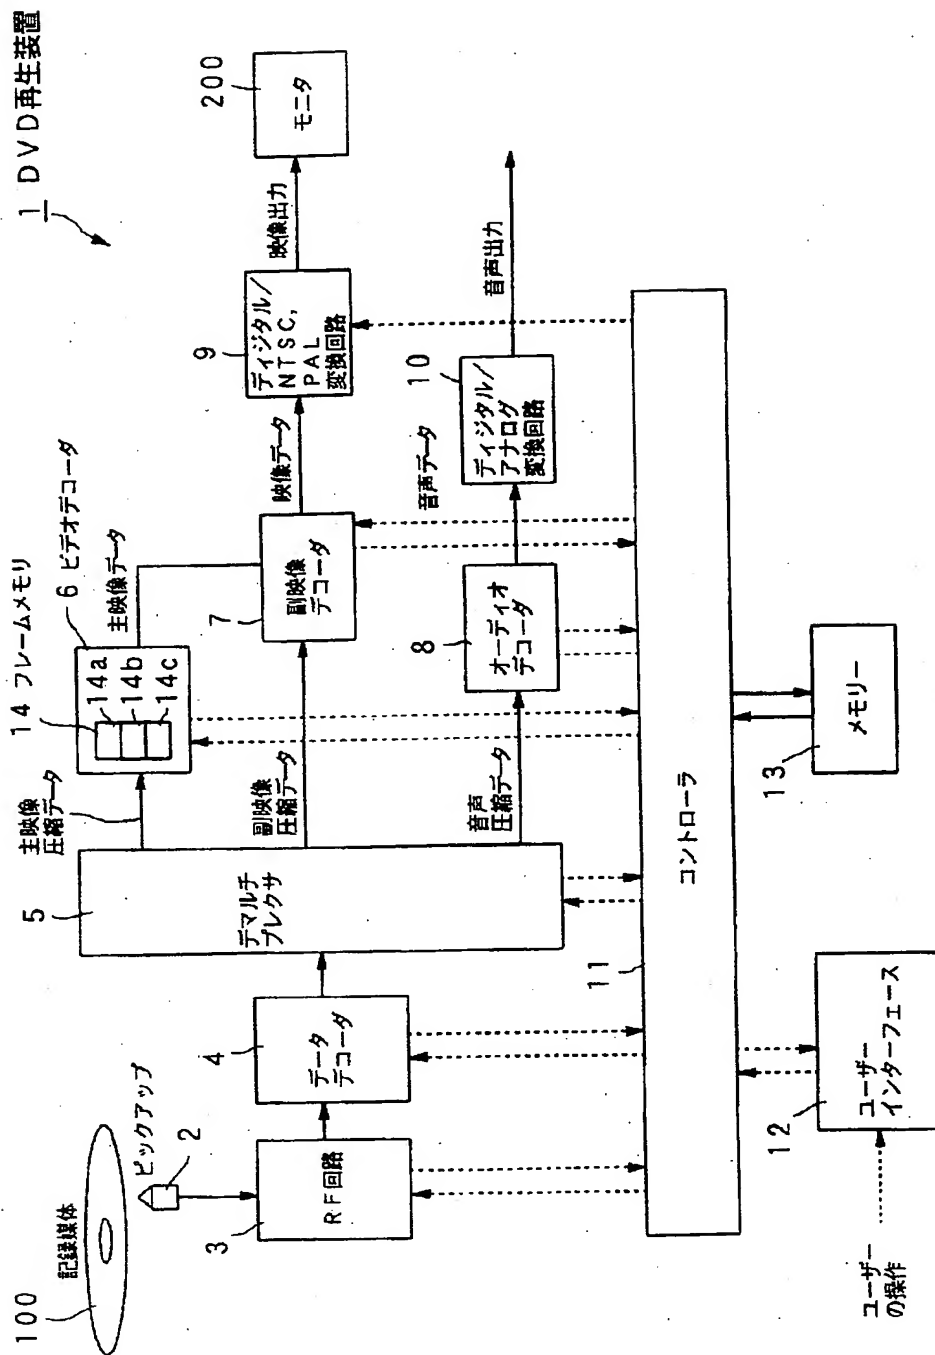 1 DVD再生装置
100
記録媒体
ピックアップ
2
3
RF回路
4
データ
デコーダ
5
デマルチ
プレクサ
主映像
圧縮データ
副映像
圧縮データ
音声
圧縮データ
14 フレームメモリ
6 ビデオデコーダ
14a
14b
14c
主映像データ
7
副映像
デコーダ
8
オーディオ
デコーダ
映像データ
音声データ
9
ディジタル/
NTSC,
PAL
変換回路
10
ディジタル/
アナログ
変換回路
映像出力
音声出力
200
モニタ
11
コントローラ
12
ユーザー
インターフェース
ユーザー
の操作
13
メモリー